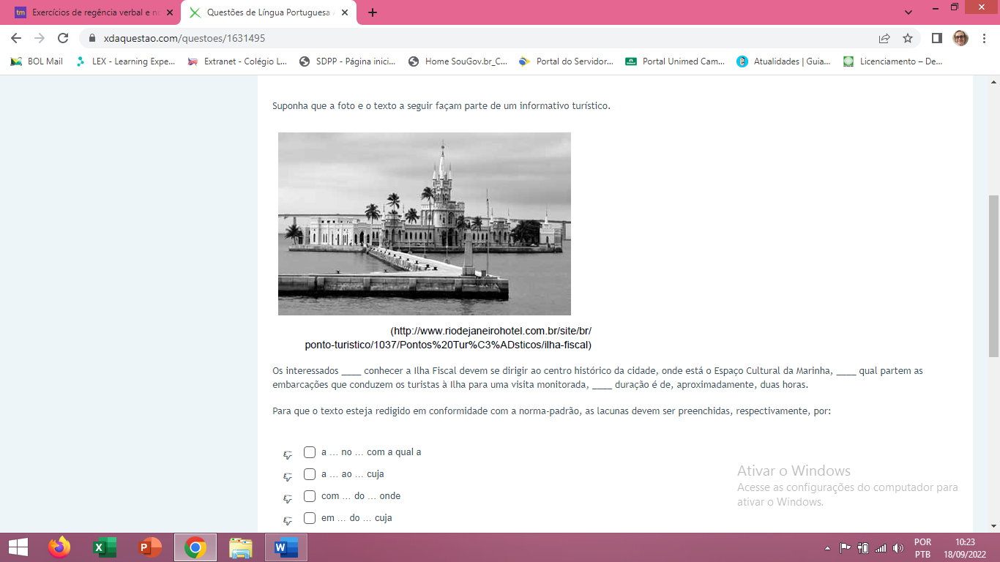 Exercícios de regência verbal e no
Questões de Língua Portuguesa
xdaquestao.com/questoes/1631495
BOL Mail
LEX - Learning Expe...
Extranet - Colégio L...
SDPP - Página inici...
Home SouGov.br_C...
Portal do Servidor...
Portal Unimed Cam...
Atualidades | Guia...
Licenciamento – De...
Suponha que a foto e o texto a seguir façam parte de um informativo turístico.
(http://www.riodejaneirohotel.com.br/site/br/
ponto-turistico/1037/Pontos%20Tur%C3%ADsticos/ilha-fiscal)
Os interessados ____ conhecer a Ilha Fiscal devem se dirigir ao centro histórico da cidade, onde está o Espaço Cultural da Marinha, ____ qual partem as
embarcações que conduzem os turistas à Ilha para uma visita monitorada, ____ duração é de, aproximadamente, duas horas.
Para que o texto esteja redigido em conformidade com a norma-padrão, as lacunas devem ser preenchidas, respectivamente, por:
a ... no ... com a qual a
a ... ao ... cuja
com ... do ... onde
em ... do ... cuja
Ativar o Windows
Acesse as configurações do computador para
ativar o Windows.
POR
PTB
10:23
18/09/2022